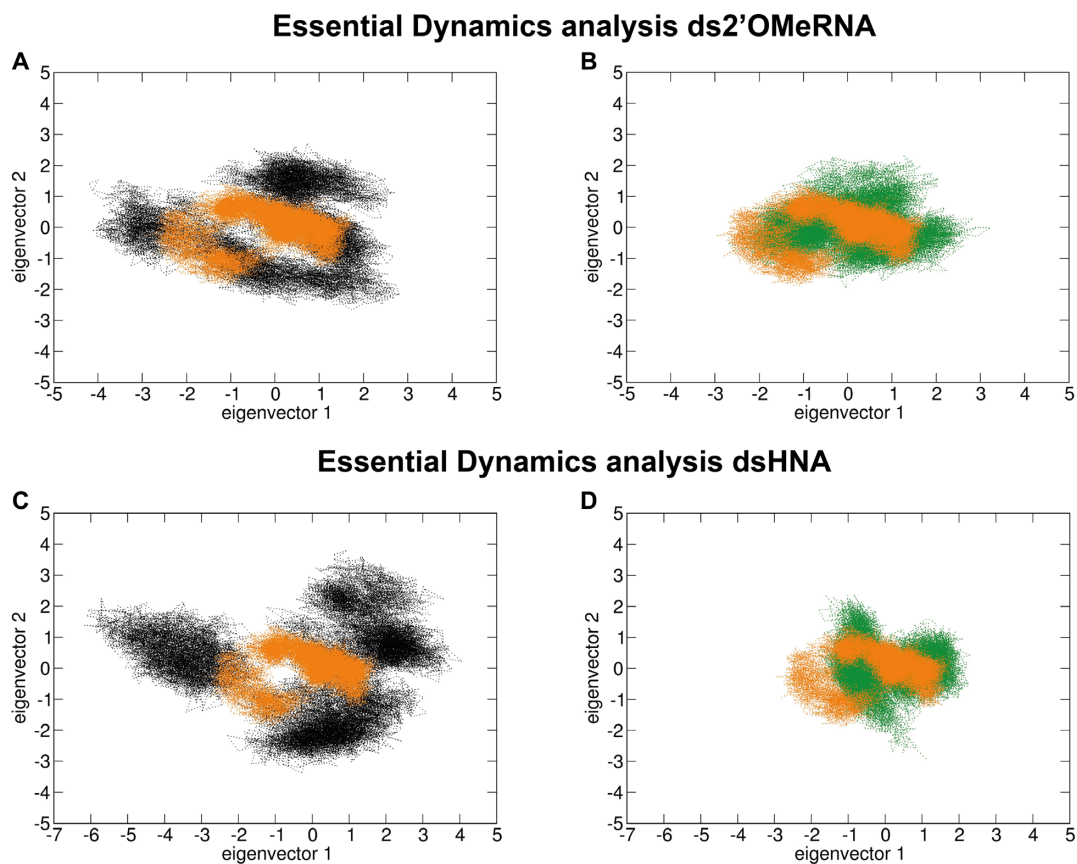 Essential Dynamics analysis ds2'OMeRNA
A
B
5
4
3
2
1
0
-1
-2
-3
-4
-5
eigenvector 2
-5 -4 -3 -2 -1 0 1 2 3 4 5
eigenvector 1
5
4
3
2
1
0
-1
-2
-3
-4
-5
eigenvector 2
-5 -4 -3 -2 -1 0 1 2 3 4 5
eigenvector 1
Essential Dynamics analysis dsHNA
C
D
5
4
3
2
1
0
-1
-2
-3
-4
-5
eigenvector 2
-7 -6 -5 -4 -3 -2 -1 0 1 2 3 4 5
eigenvector 1
5
4
3
2
1
0
-1
-2
-3
-4
-5
eigenvector 2
-7 -6 -5 -4 -3 -2 -1 0 1 2 3 4 5
eigenvector 1